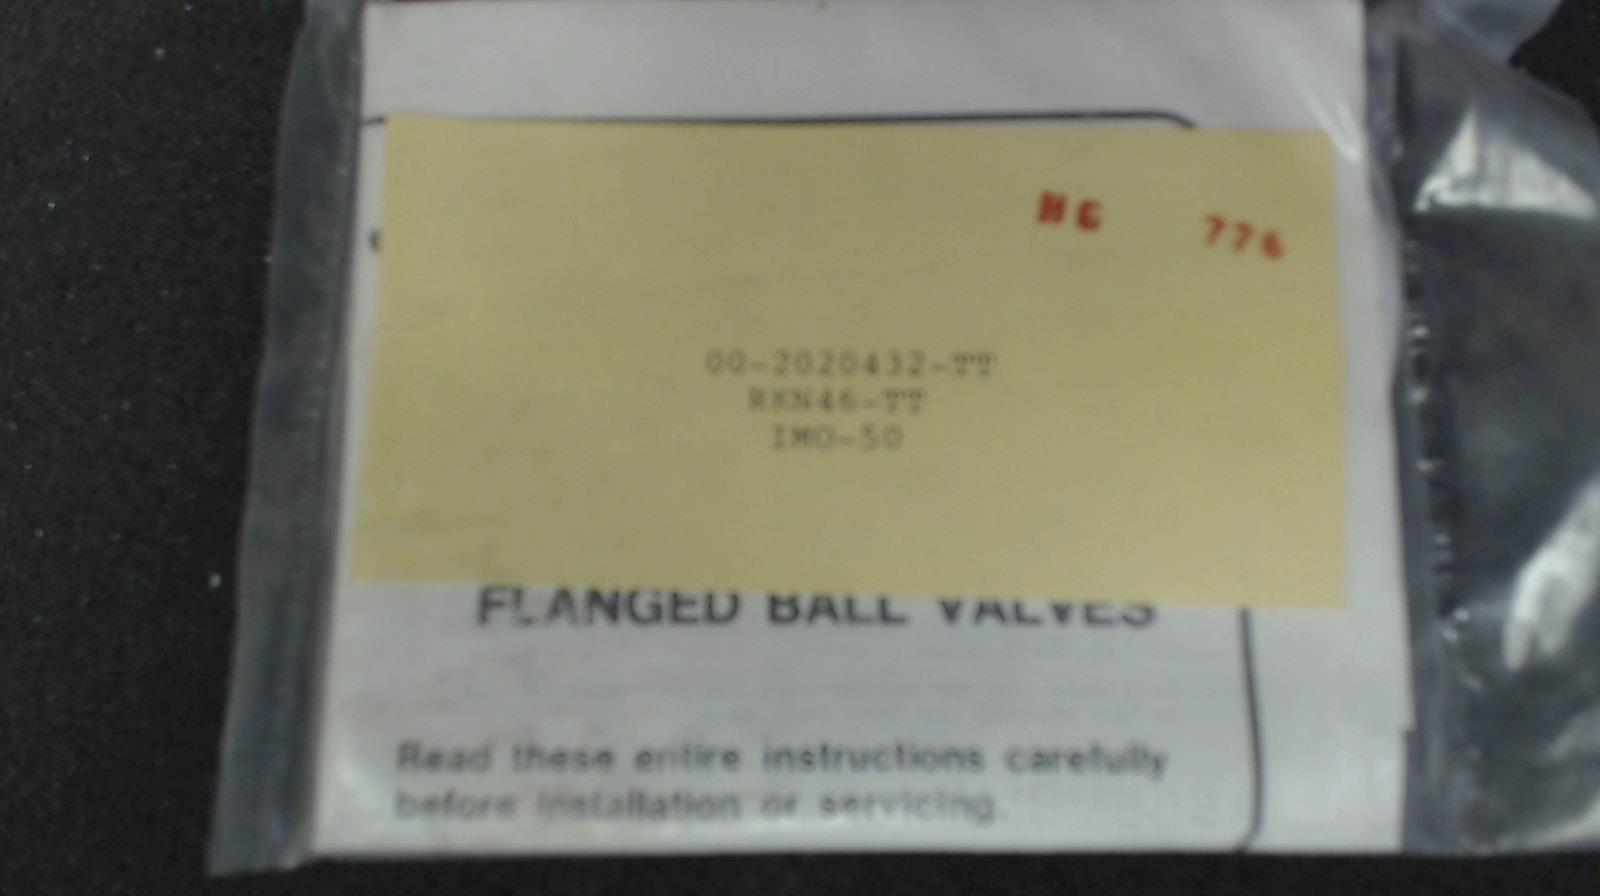 HG 776
00-2020432-TT
RKN46-TT
IMO-50
FLANGED BALL VALVES
Read these entire instructions carefully
before installation or servicing.